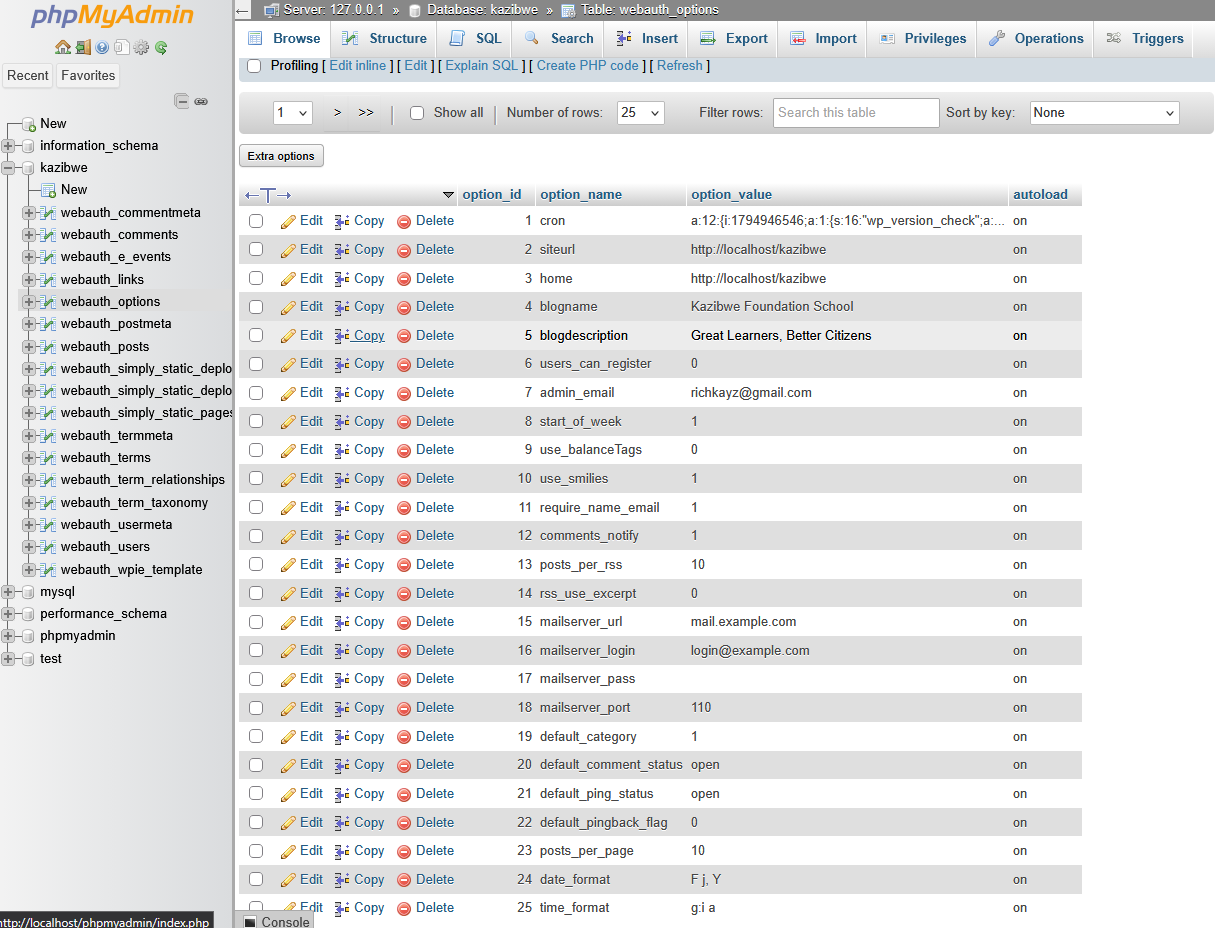 phpMyAdmin
Recent Favorites
New
information_schema
kazibwe
New
webauth_commentmeta
webauth_comments
webauth_e_events
webauth_links
webauth_options
webauth_postmeta
webauth_posts
webauth_simply_static_deplo
webauth_simply_static_deplo
webauth_simply_static_pages
webauth_termmeta
webauth_terms
webauth_term_relationships
webauth_term_taxonomy
webauth_usermeta
webauth_users
webauth_wpie_template
mysql
performance_schema
phpmyadmin
test
http://localhost/phpmyadmin/index.php
Server: 127.0.0.1 » Database: kazibwe » Table: webauth_options
Browse Structure SQL Search Insert Export Import Privileges Operations Triggers
Profiling [ Edit inline ] [ Edit ] [ Explain SQL ] [ Create PHP code ] [ Refresh ]
1 > >> | Show all | Number of rows: 25 Filter rows: Search this table Sort by key: None
Extra options
←T→ option_id option_name option_value autoload
Edit Copy Delete 1 cron a:12:{i:1794946546;a:1:{s:16:"wp_version_check";a:... on
Edit Copy Delete 2 siteurl http://localhost/kazibwe on
Edit Copy Delete 3 home http://localhost/kazibwe on
Edit Copy Delete 4 blogname Kazibwe Foundation School on
Edit Copy Delete 5 blogdescription Great Learners, Better Citizens on
Edit Copy Delete 6 users_can_register 0 on
Edit Copy Delete 7 admin_email richkayz@gmail.com on
Edit Copy Delete 8 start_of_week 1 on
Edit Copy Delete 9 use_balanceTags 0 on
Edit Copy Delete 10 use_smilies 1 on
Edit Copy Delete 11 require_name_email 1 on
Edit Copy Delete 12 comments_notify 1 on
Edit Copy Delete 13 posts_per_rss 10 on
Edit Copy Delete 14 rss_use_excerpt 0 on
Edit Copy Delete 15 mailserver_url mail.example.com on
Edit Copy Delete 16 mailserver_login login@example.com on
Edit Copy Delete 17 mailserver_pass on
Edit Copy Delete 18 mailserver_port 110 on
Edit Copy Delete 19 default_category 1 on
Edit Copy Delete 20 default_comment_status open on
Edit Copy Delete 21 default_ping_status open on
Edit Copy Delete 22 default_pingback_flag 0 on
Edit Copy Delete 23 posts_per_page 10 on
Edit Copy Delete 24 date_format F j, Y on
Edit Copy Delete 25 time_format g:i a on
Console